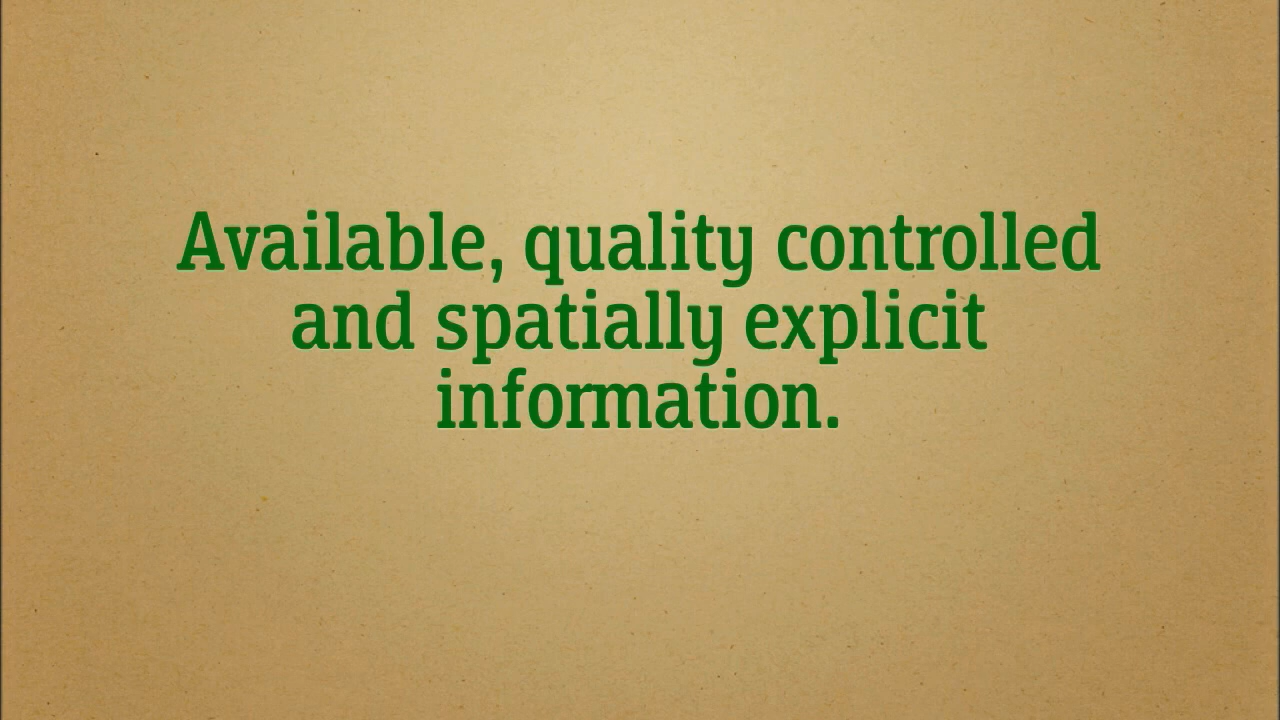 Available, quality controlled
and spatially explicit
information.